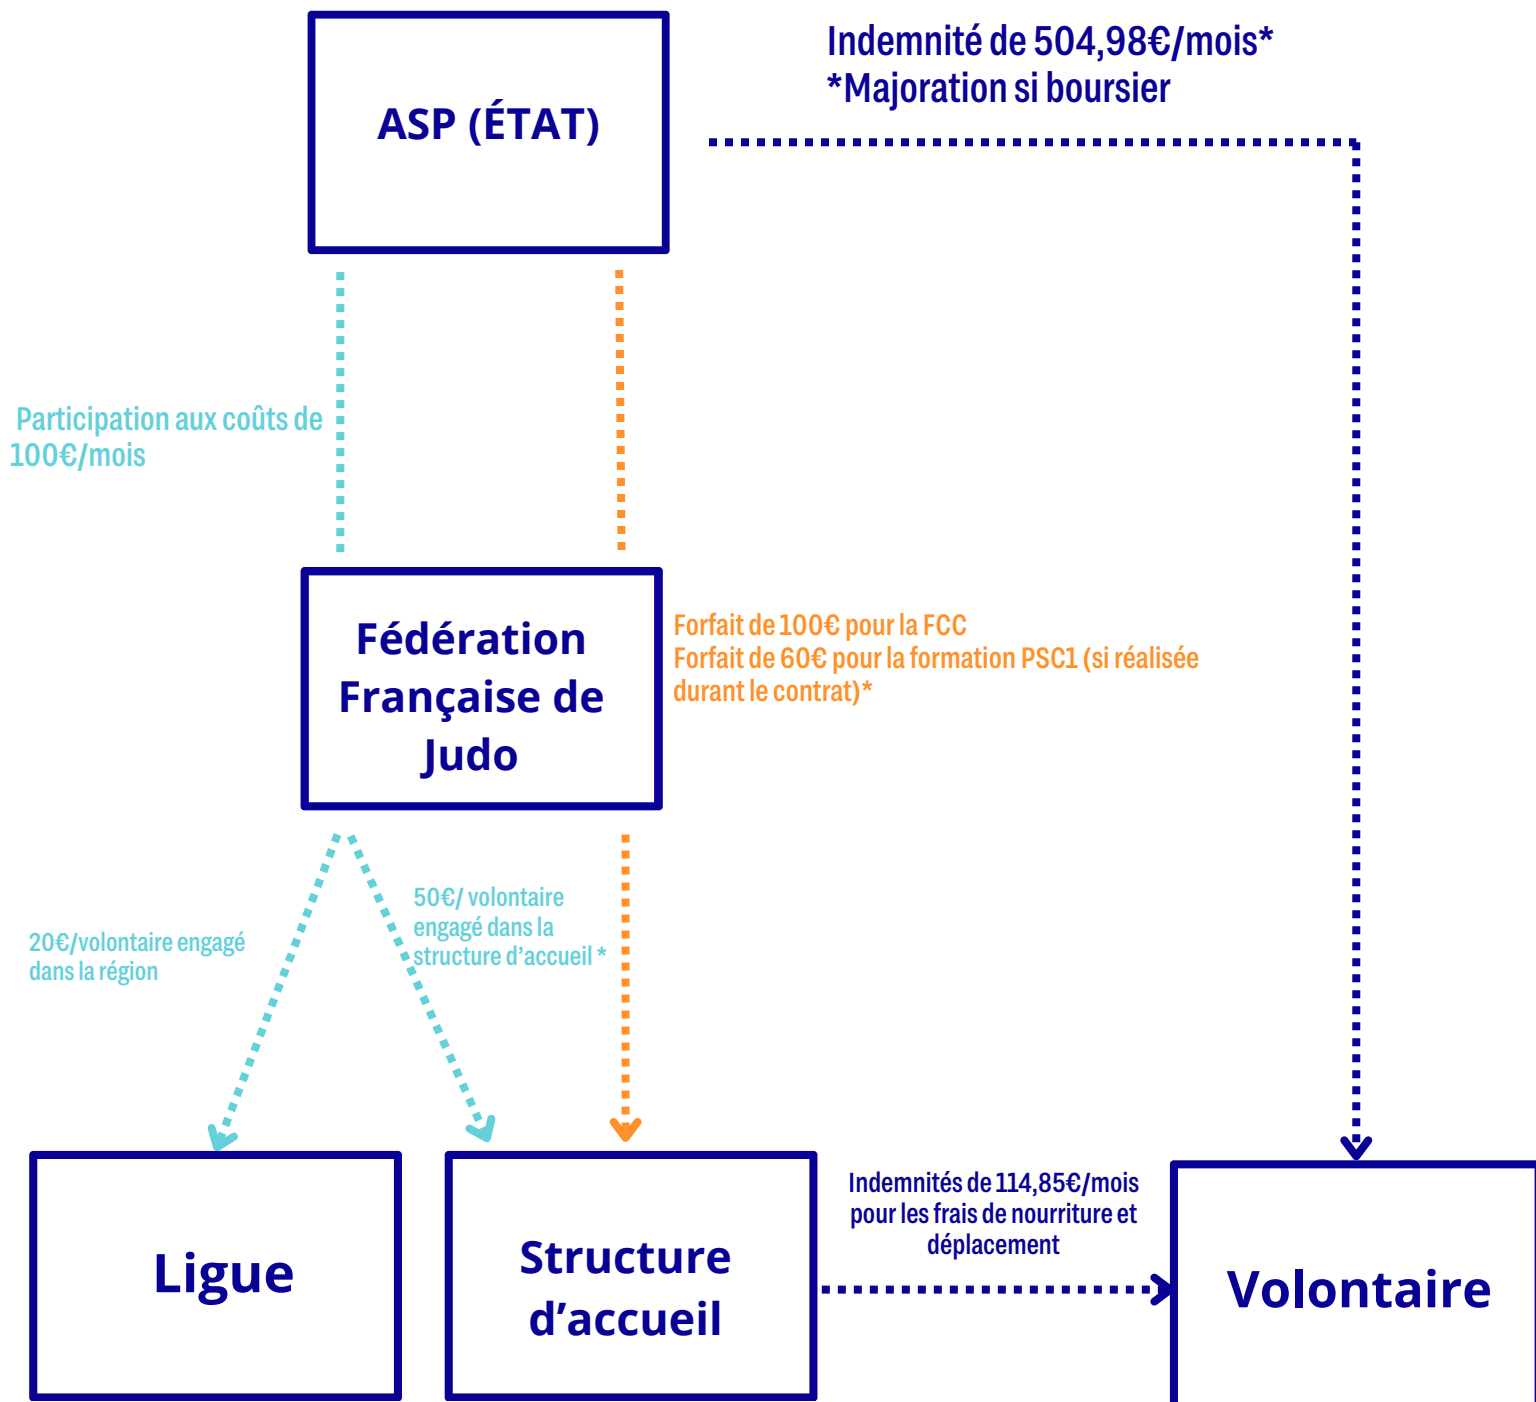 Indemnité de 504,98€/mois*
*Majoration si boursier
ASP (ÉTAT)
Participation aux coûts de
100€/mois
Fédération
Française de
Judo
Forfait de 100€ pour la FCC
Forfait de 60€ pour la formation PSC1 (si réalisée
durant le contrat)*
20€/volontaire engagé
dans la région
50€/ volontaire
engagé dans la
structure d’accueil *
Ligue
Structure
d’accueil
Indemnités de 114,85€/mois
pour les frais de nourriture et
déplacement
Volontaire